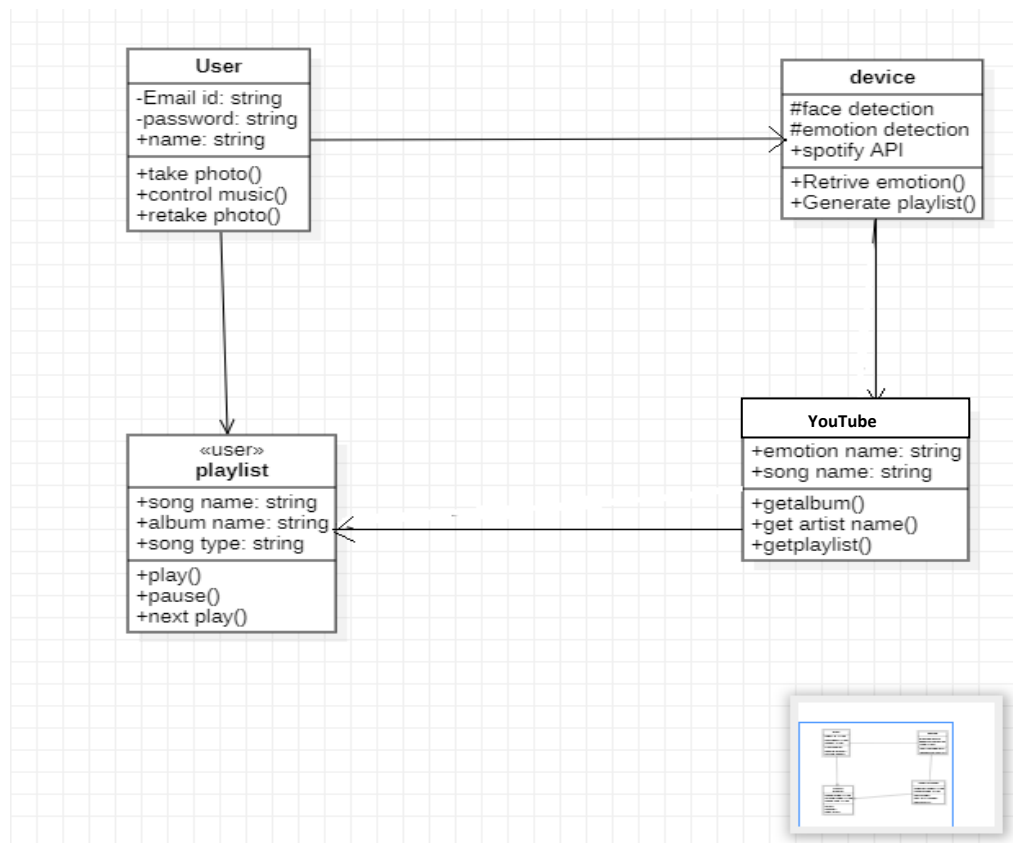 User
-Email id: string
-password: string
+name: string
+take photo()
+control music()
+retake photo()
device
#face detection
#emotion detection
+spotify API
+Retrive emotion()
+Generate playlist()
«user»
playlist
+song name: string
+album name: string
+song type: string
+play()
+pause()
+next play()
YouTube
+emotion name: string
+song name: string
+getalbum()
+get artist name()
+getplaylist()